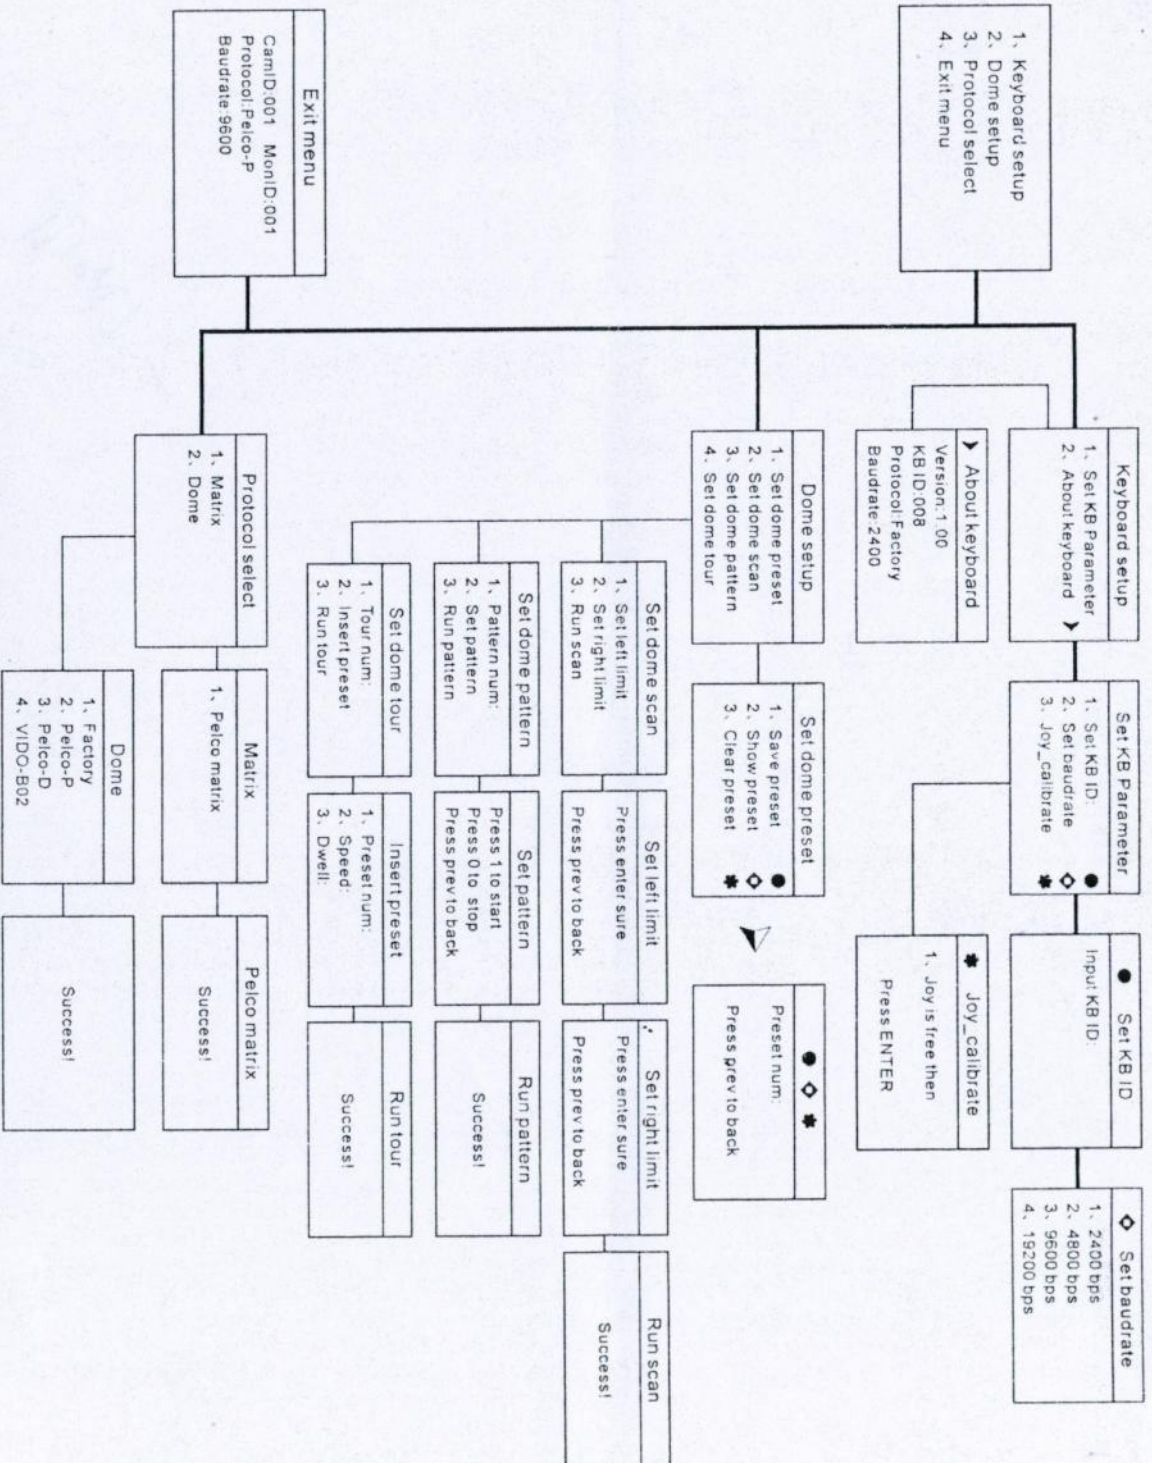 1、Keyboard setup
2、Dome setup
3、Protocol select
4、Exit menu
Keyboard setup
1、Set KB Parameter
2、About keyboard
Set KB Parameter
1、Set KB ID:
2、Set baudrate
3、Joy_calibrate
Set KB ID
Input KB ID:
Set baudrate
1、2400 bps
2、4800 bps
3、9600 bps
4、19200 bps
About keyboard
Version:1.00
KB ID:008
Protocol:Factory
Baudrate:2400
Joy_calibrate
1、Joy is free then
Press ENTER
Dome setup
1、Set dome preset
2、Set dome scan
3、Set dome pattern
4、Set dome tour
Set dome preset
1、Save preset
2、Show preset
3、Clear preset
Preset num:
Press prev to back
Set dome scan
1、Set left limit
2、Set right limit
3、Run scan
Set left limit
Press enter sure
Press prev to back
Set right limit
Press enter sure
Press prev to back
Run scan
Success!
Set dome pattern
1、Pattern num:
2、Set pattern
3、Run pattern
Set pattern
Press 1 to start
Press 0 to stop
Press prev to back
Run pattern
Success!
Set dome tour
1、Tour num:
2、Insert preset
3、Run tour
Insert preset
1、Preset num:
2、Speed:
3、Dwell:
Run tour
Success!
Exit menu
CamID:001 MonID:001
Protocol:Pelco-P
Baudrate:9600
Protocol select
1、Matrix
2、Dome
Matrix
1、Pelco matrix
Pelco matrix
Success!
Dome
1、Factory
2、Pelco-P
3、Pelco-D
4、VIDO-B02
Success!